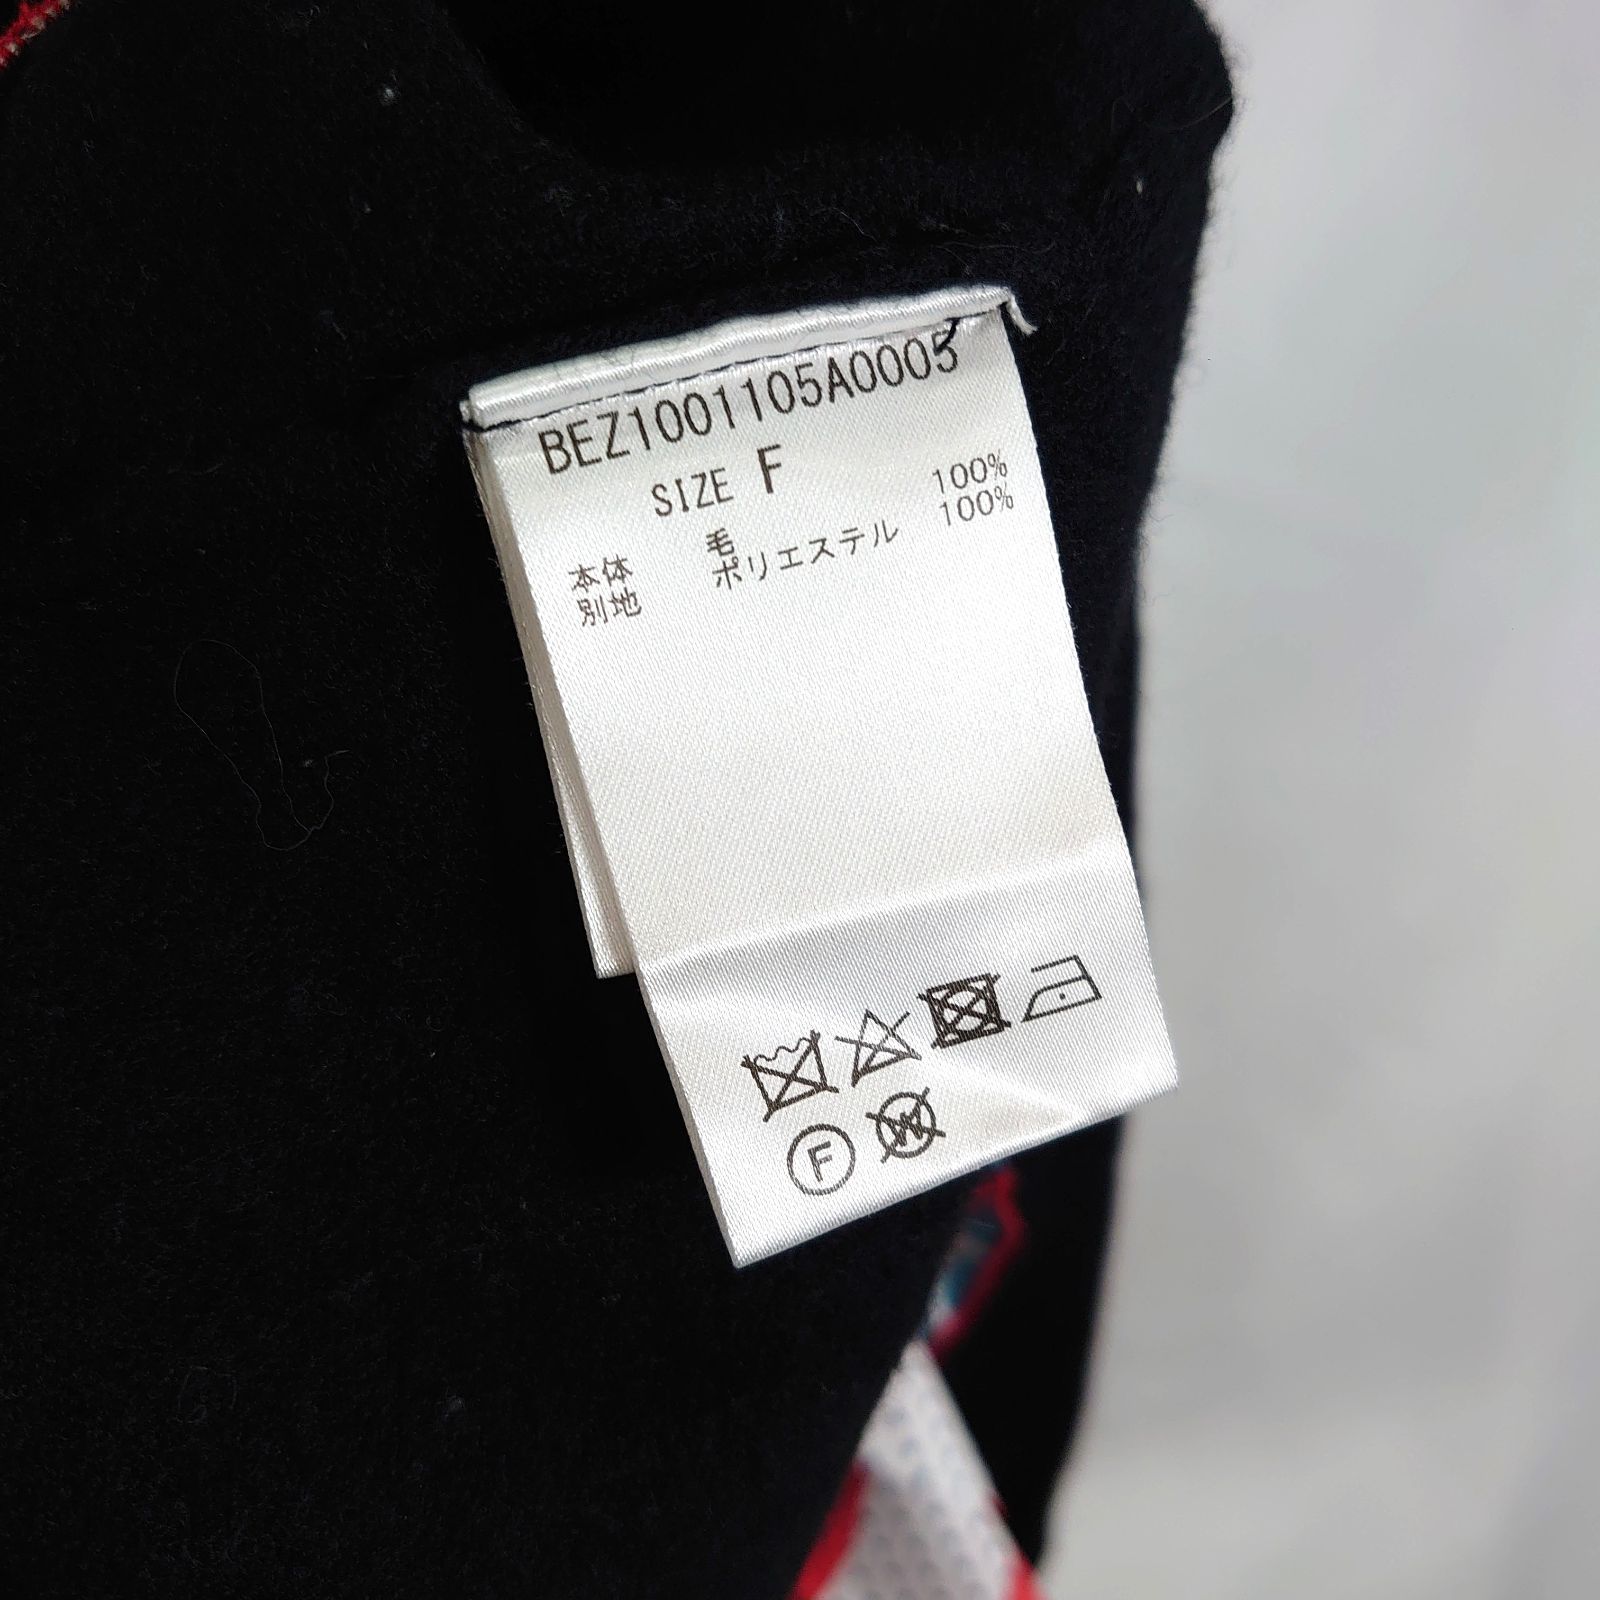 BEZ1001105A0005
SIZE F
本体 毛 100%
別地 ポリエステル 100%
F
W